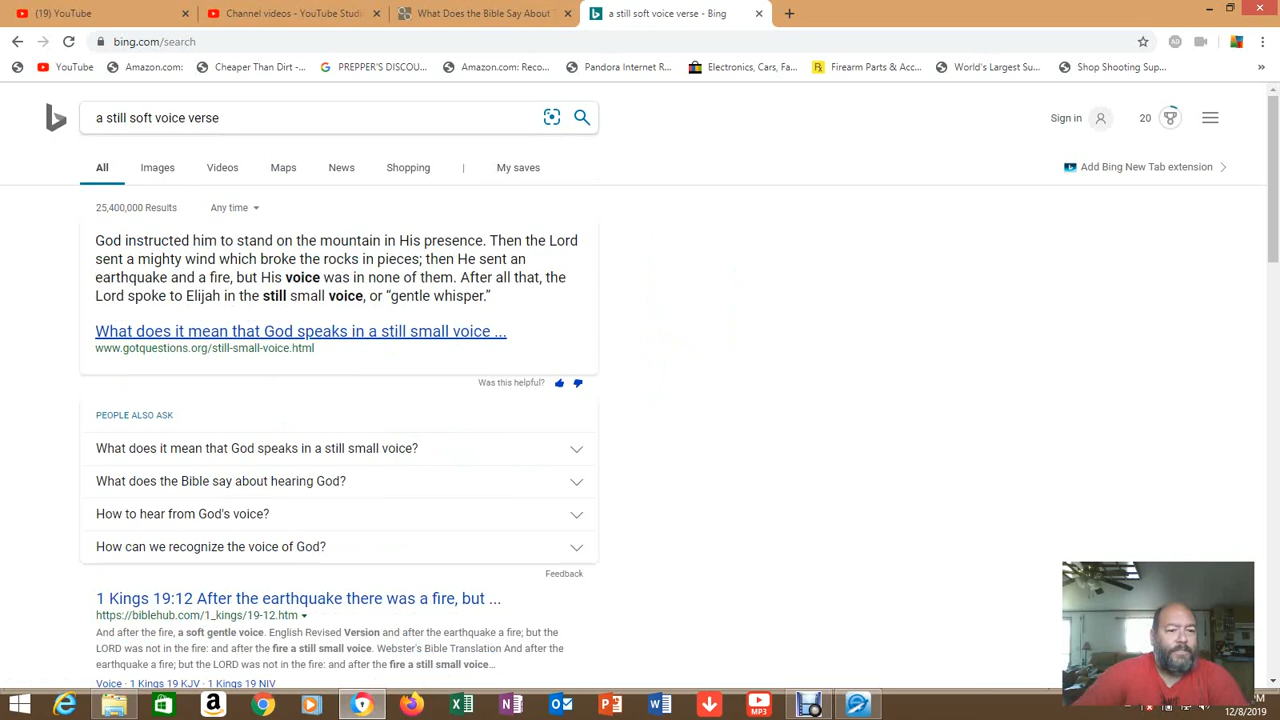 (19) YouTube
Channel videos - YouTube Studi
What Does the Bible Say About T
a still soft voice verse - Bing
bing.com/search
YouTube
Amazon.com:
Cheaper Than Dirt -...
PREPPER'S DISCOU...
Amazon.com: Reco...
Pandora Internet R...
Electronics, Cars, Fa...
Firearm Parts & Acc...
World's Largest Su...
Shop Shooting Sup...
»
a still soft voice verse
Sign in
20
All Images Videos Maps News Shopping | My saves
Add Bing New Tab extension
25,400,000 Results Any time
God instructed him to stand on the mountain in His presence. Then the Lord
sent a mighty wind which broke the rocks in pieces; then He sent an
earthquake and a fire, but His voice was in none of them. After all that, the
Lord spoke to Elijah in the still small voice, or “gentle whisper.”
What does it mean that God speaks in a still small voice ...
www.gotquestions.org/still-small-voice.html
Was this helpful?
PEOPLE ALSO ASK
What does it mean that God speaks in a still small voice?
What does the Bible say about hearing God?
How to hear from God's voice?
How can we recognize the voice of God?
Feedback
1 Kings 19:12 After the earthquake there was a fire, but ...
https://biblehub.com/1_kings/19-12.htm
And after the fire, a soft gentle voice. English Revised Version and after the earthquake a fire; but the
LORD was not in the fire: and after the fire a still small voice. Webster's Bible Translation And after the
earthquake a fire; but the LORD was not in the fire: and after the fire a still small voice...
Voice · 1 Kings 19 KJV · 1 Kings 19 NIV
MP3
12/8/2019